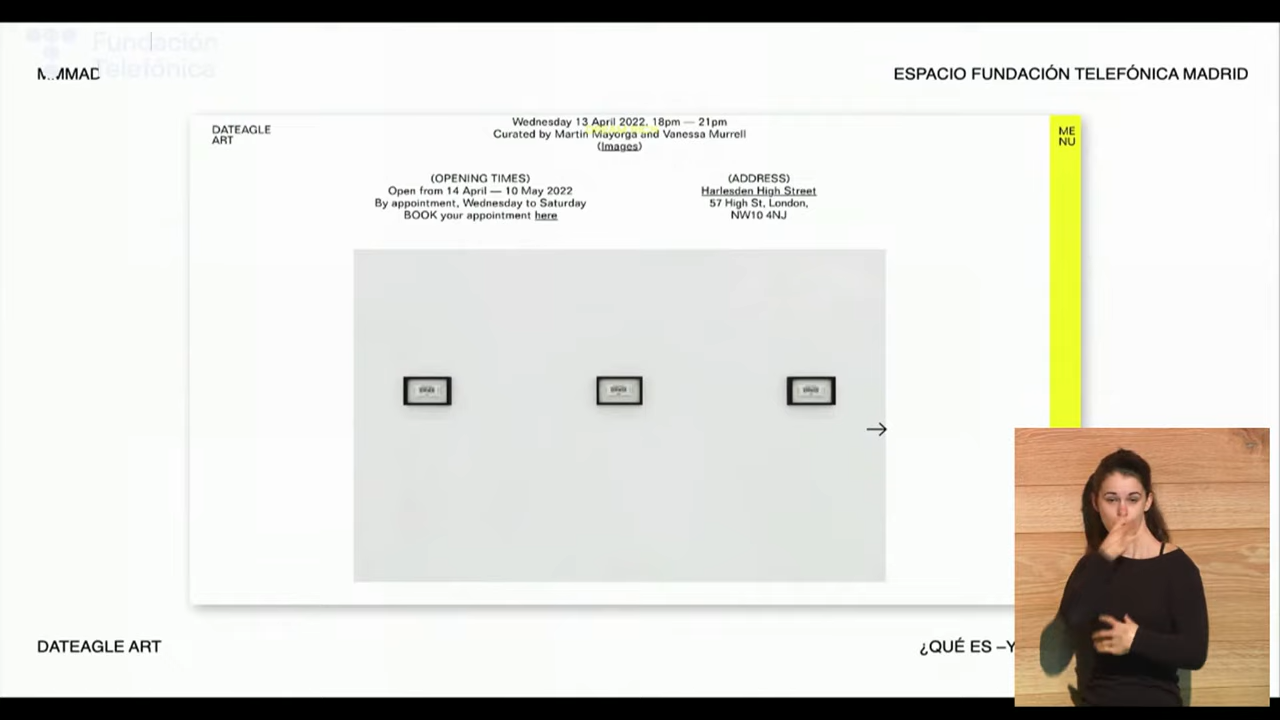 Fundación
Telefónica
ESPACIO FUNDACIÓN TELEFÓNICA MADRID
DATEAGLE
ART
Wednesday 13 April 2022, 18pm — 21pm
Curated by Martin Mayorga and Vanessa Murrell
(Images)
ME
NU
(OPENING TIMES)
Open from 14 April — 10 May 2022
By appointment, Wednesday to Saturday
BOOK your appointment here
(ADDRESS)
Harlesden High Street
57 High St, London,
NW10 4NJ
DATEAGLE ART
¿QUÉ ES –Y